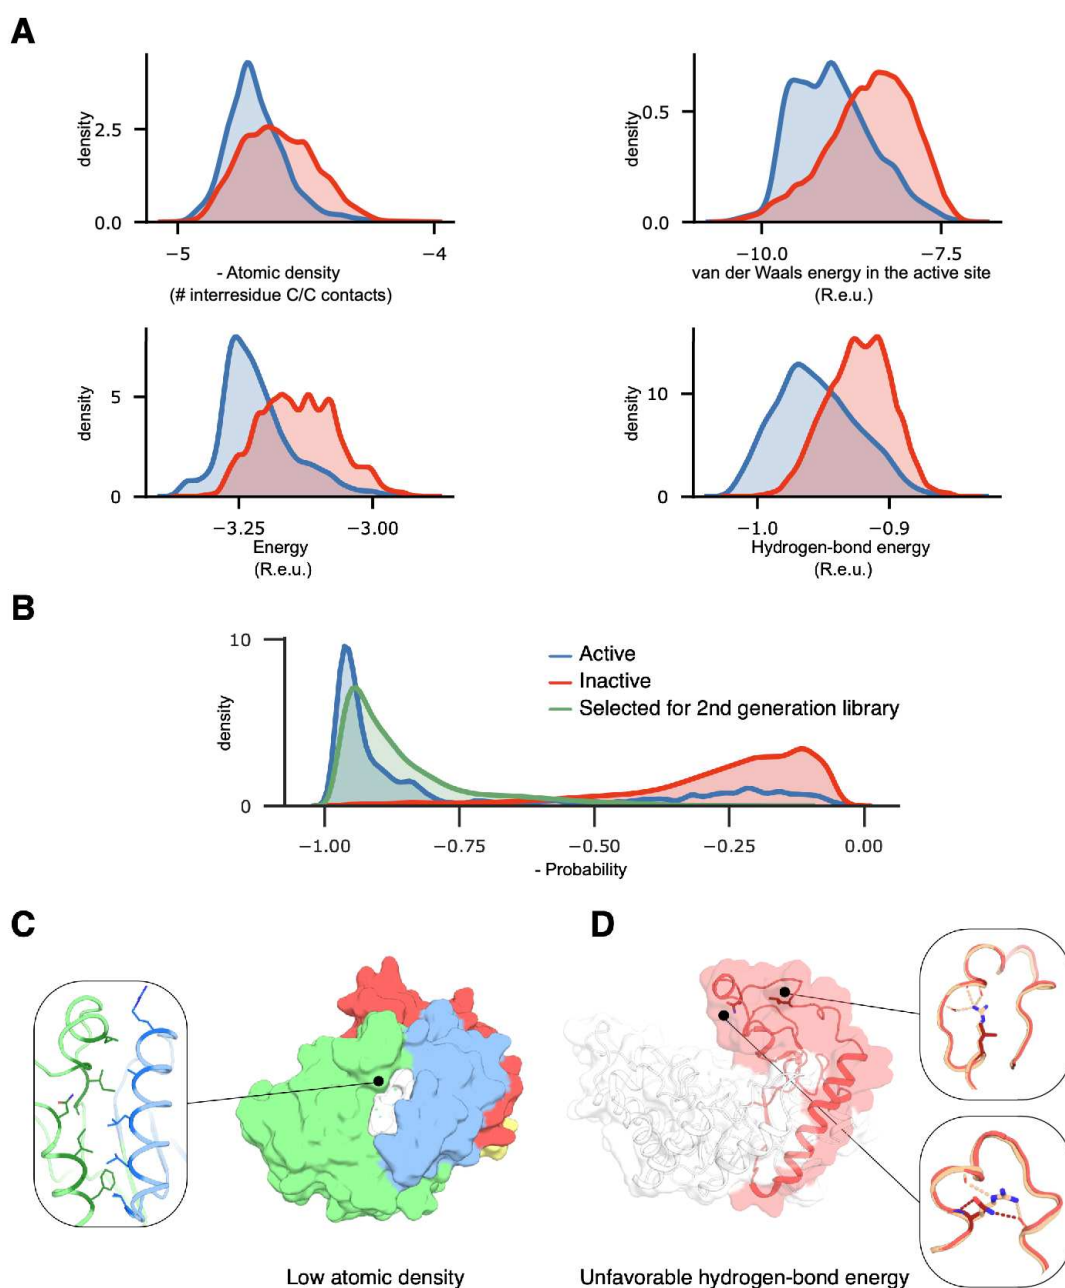 A
density
2.5
0.0
−5
−4
- Atomic density
(# interresidue C/C contacts)
density
0.5
0.0
−10.0
−7.5
van der Waals energy in the active site
(R.e.u.)
density
5
0
−3.25
−3.00
Energy
(R.e.u.)
density
10
0
−1.0
−0.9
Hydrogen-bond energy
(R.e.u.)
B
density
10
0
Active
Inactive
Selected for 2nd generation library
−1.00
−0.75
−0.50
−0.25
0.00
- Probability
C
D
Low atomic density
Unfavorable hydrogen-bond energy